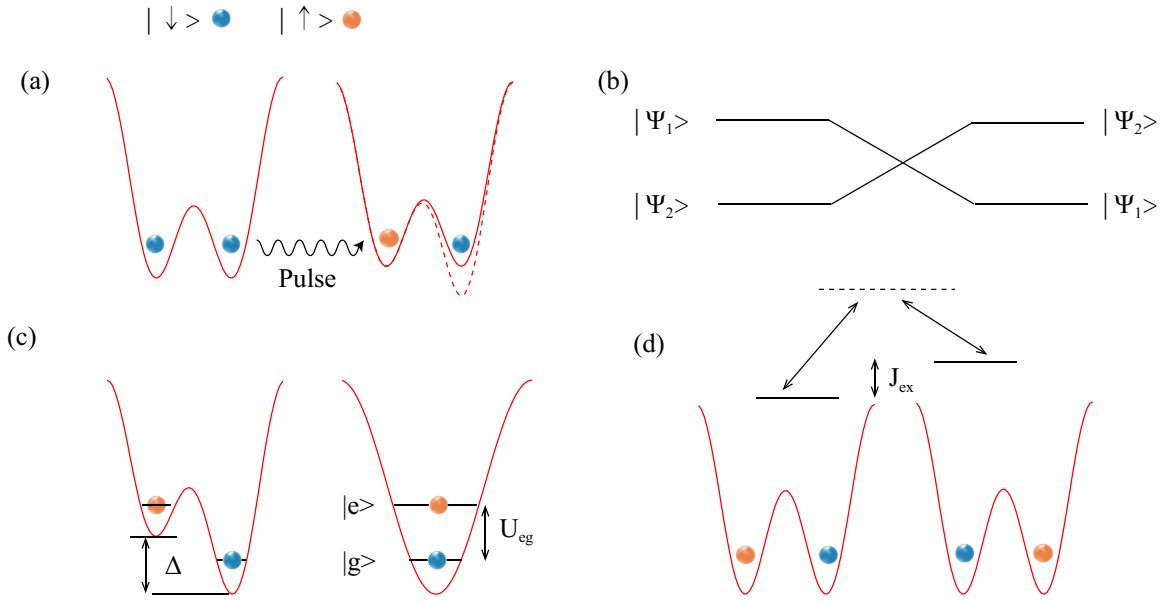 | ↓ > | ↑ >
(a)
Pulse
(b)
| Ψ₁> | Ψ₂>
| Ψ₂> | Ψ₁>
(c)
Δ
|e>
|g>
U_eg
(d)
J_ex